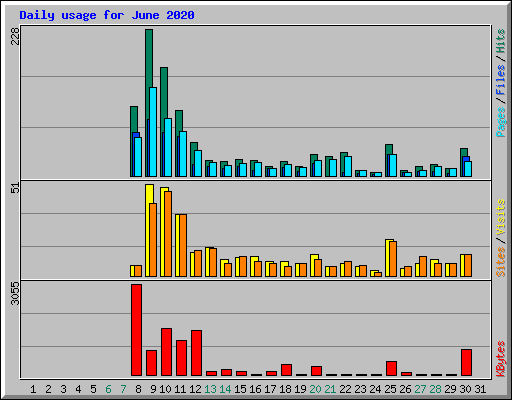 Daily usage for June 2020
228
51
3055
Pages / Files / Hits
Sites / Visits
KBytes
1 2 3 4 5 6 7 8 9 10 11 12 13 14 15 16 17 18 19 20 21 22 23 24 25 26 27 28 29 30 31